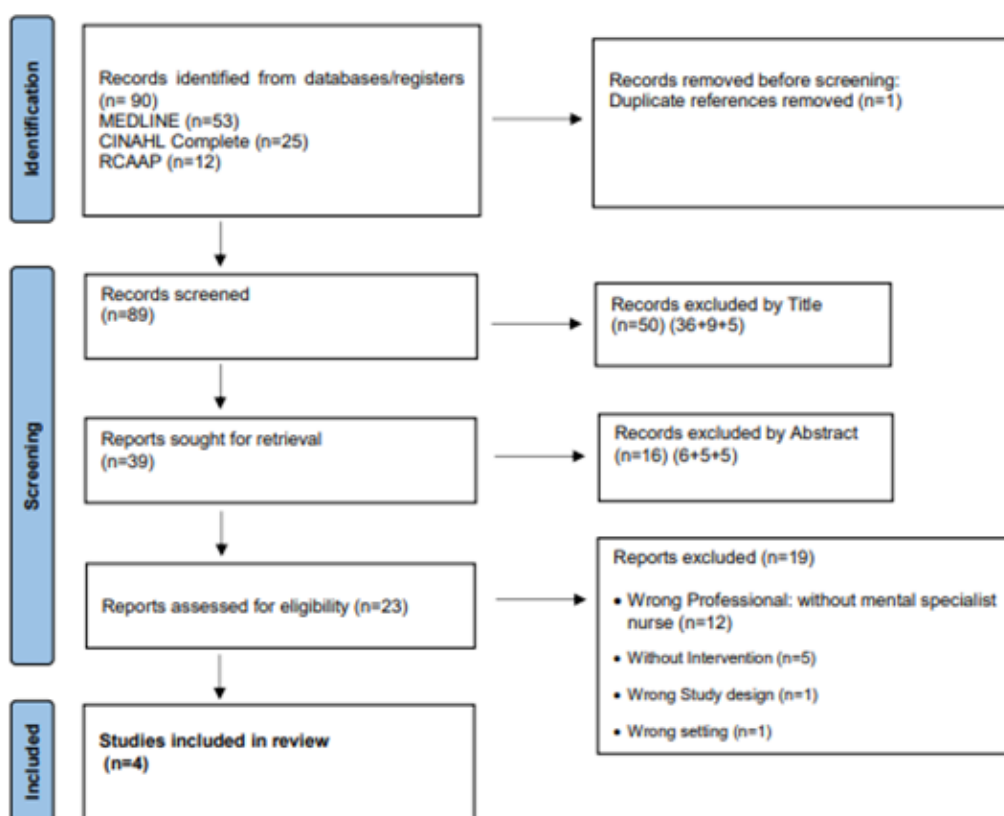 Identification
Records identified from databases/registers
(n= 90)
MEDLINE (n=53)
CINAHL Complete (n=25)
RCAAP (n=12)
Records removed before screening:
Duplicate references removed (n=1)
Screening
Records screened
(n=89)
Records excluded by Title
(n=50) (36+9+5)
Reports sought for retrieval
(n=39)
Records excluded by Abstract
(n=16) (6+5+5)
Reports assessed for eligibility (n=23)
Reports excluded (n=19)
• Wrong Professional: without mental specialist
nurse (n=12)
• Without Intervention (n=5)
• Wrong Study design (n=1)
• Wrong setting (n=1)
Included
Studies included in review
(n=4)